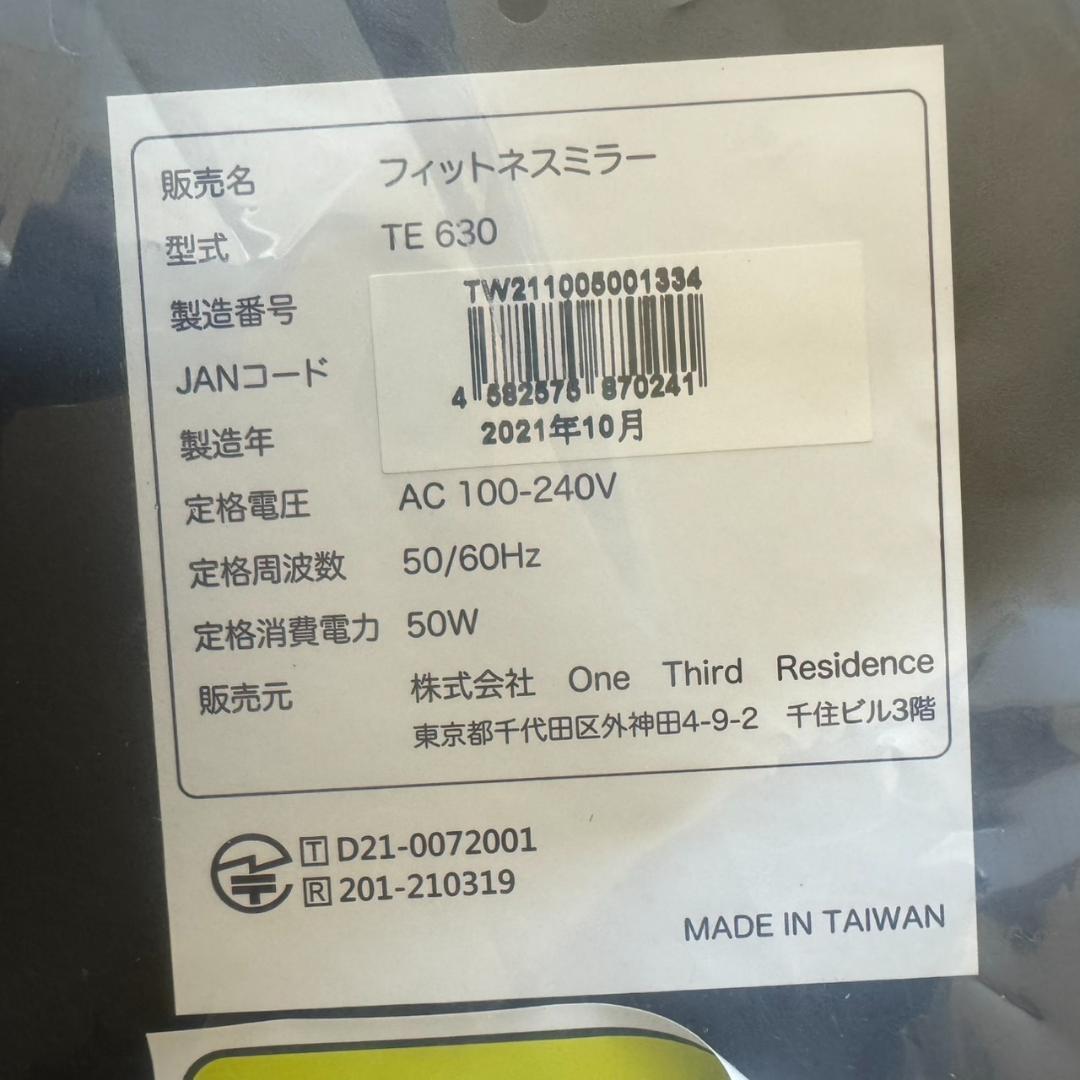 販売名 フィットネスミラー
型式 TE 630
製造番号 TW211005001334
JANコード 4 582575 870241
製造年 2021年10月
定格電圧 AC 100-240V
定格周波数 50/60Hz
定格消費電力 50W
販売元 株式会社 One Third Residence
東京都千代田区外神田4-9-2 千住ビル3階
T D21-0072001
R 201-210319
MADE IN TAIWAN